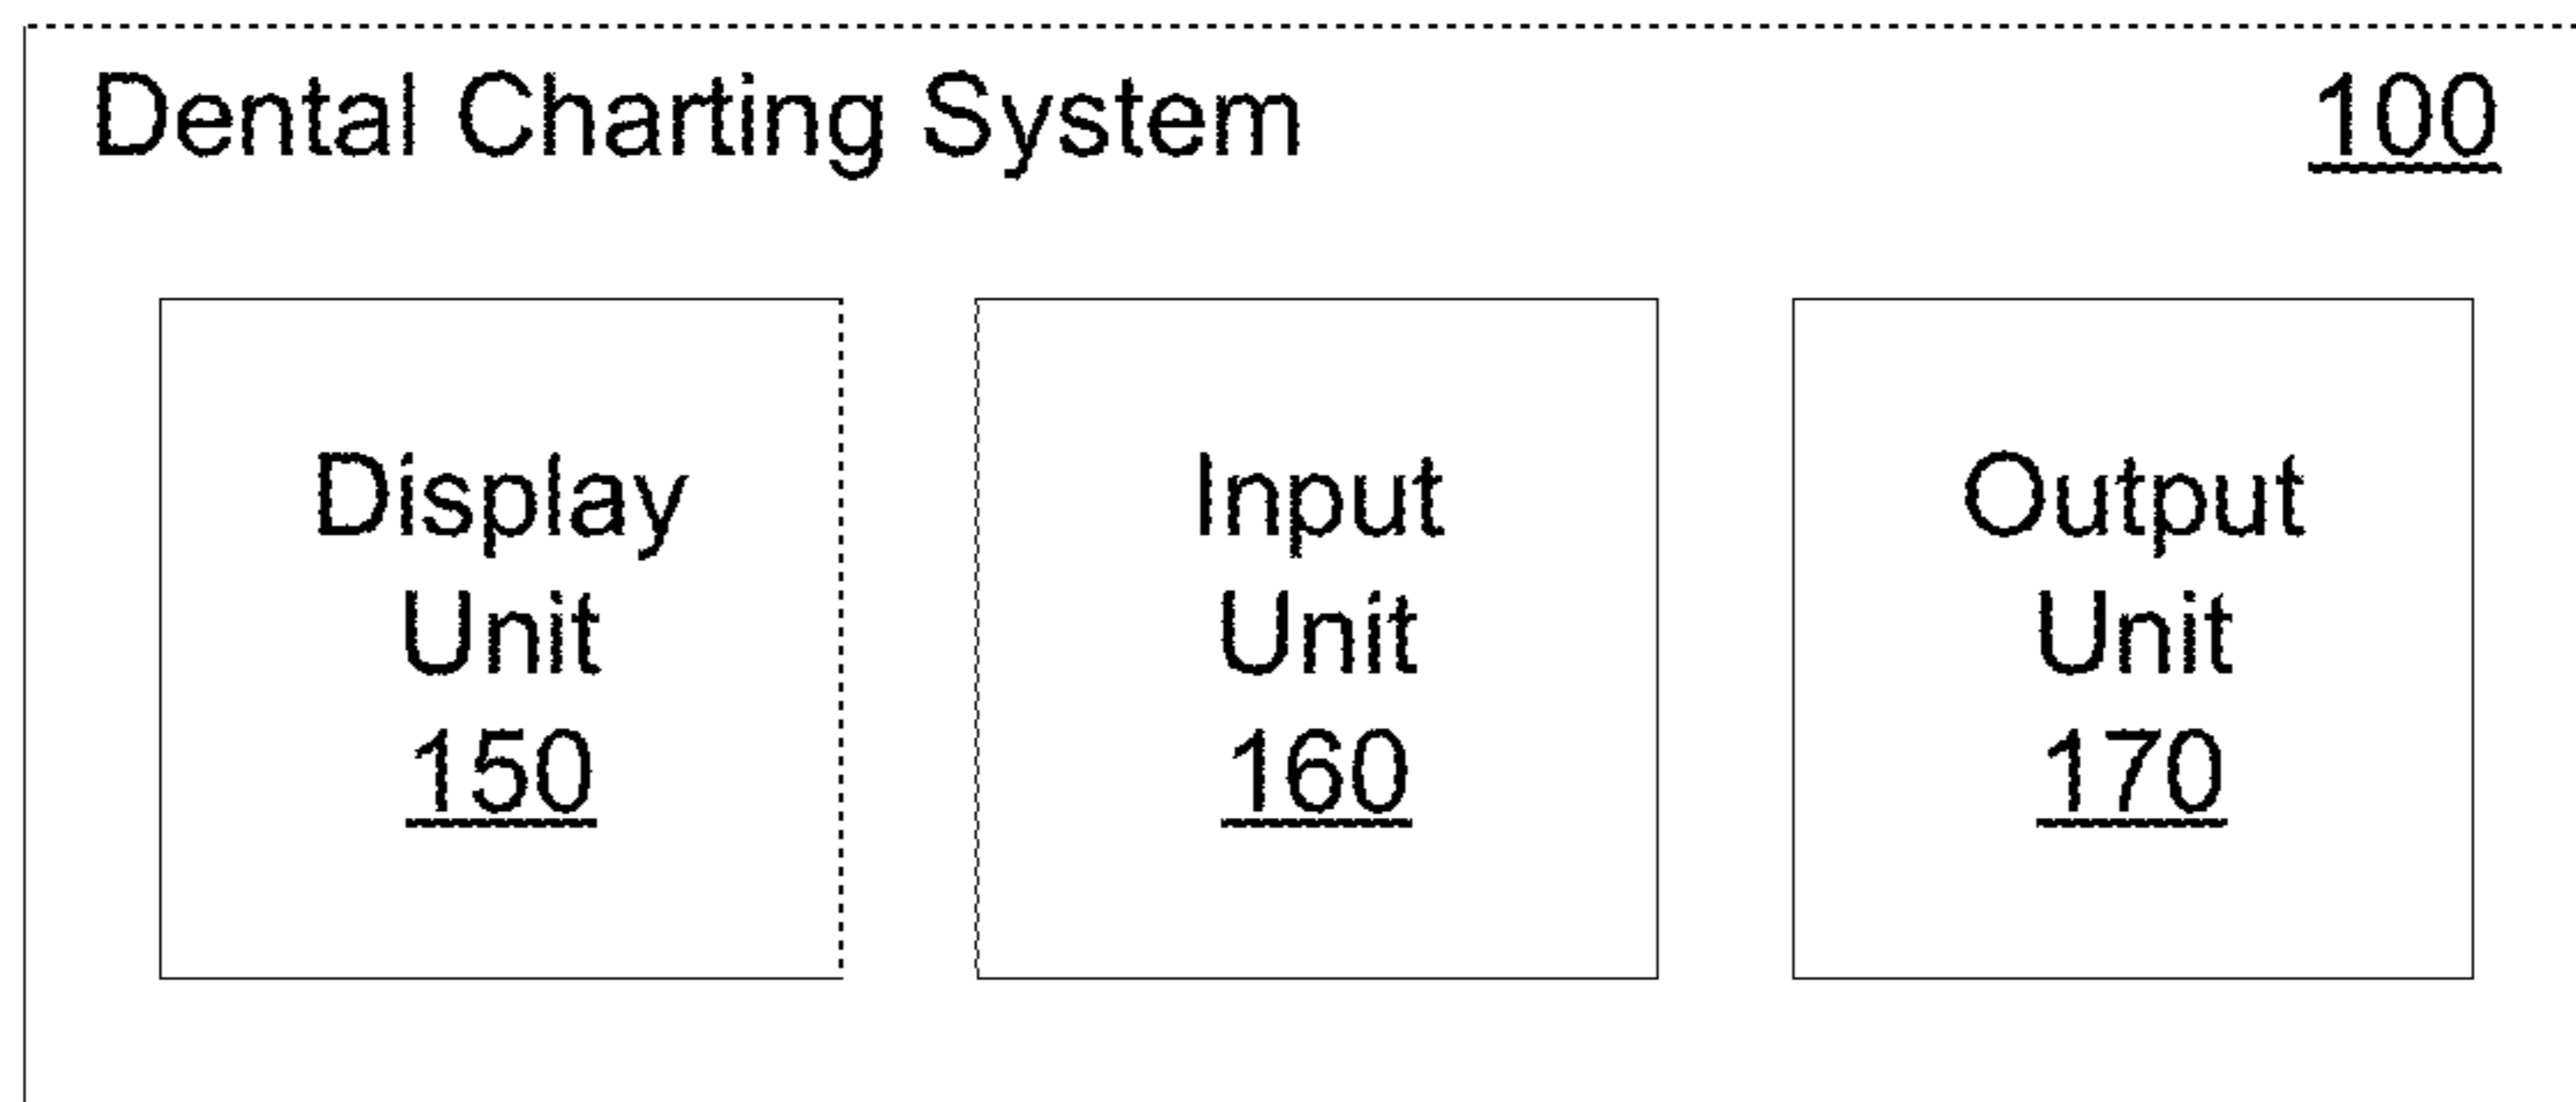 Dental Charting System 100
Display
Unit
150
Input
Unit
160
Output
Unit
170